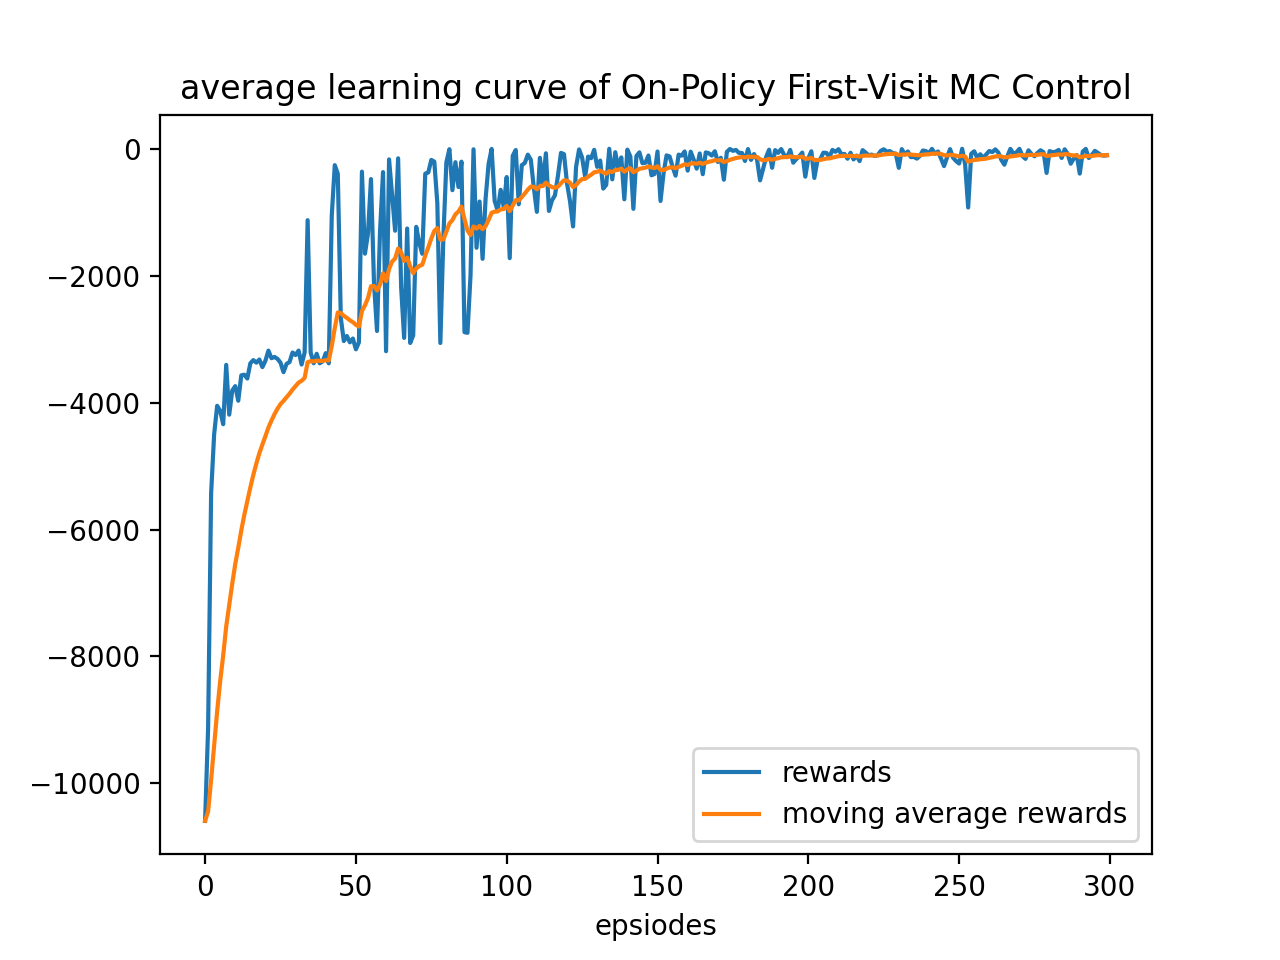 average learning curve of On-Policy First-Visit MC Control
0
−2000
−4000
−6000
−8000
−10000
rewards
moving average rewards
0 50 100 150 200 250 300
epsiodes